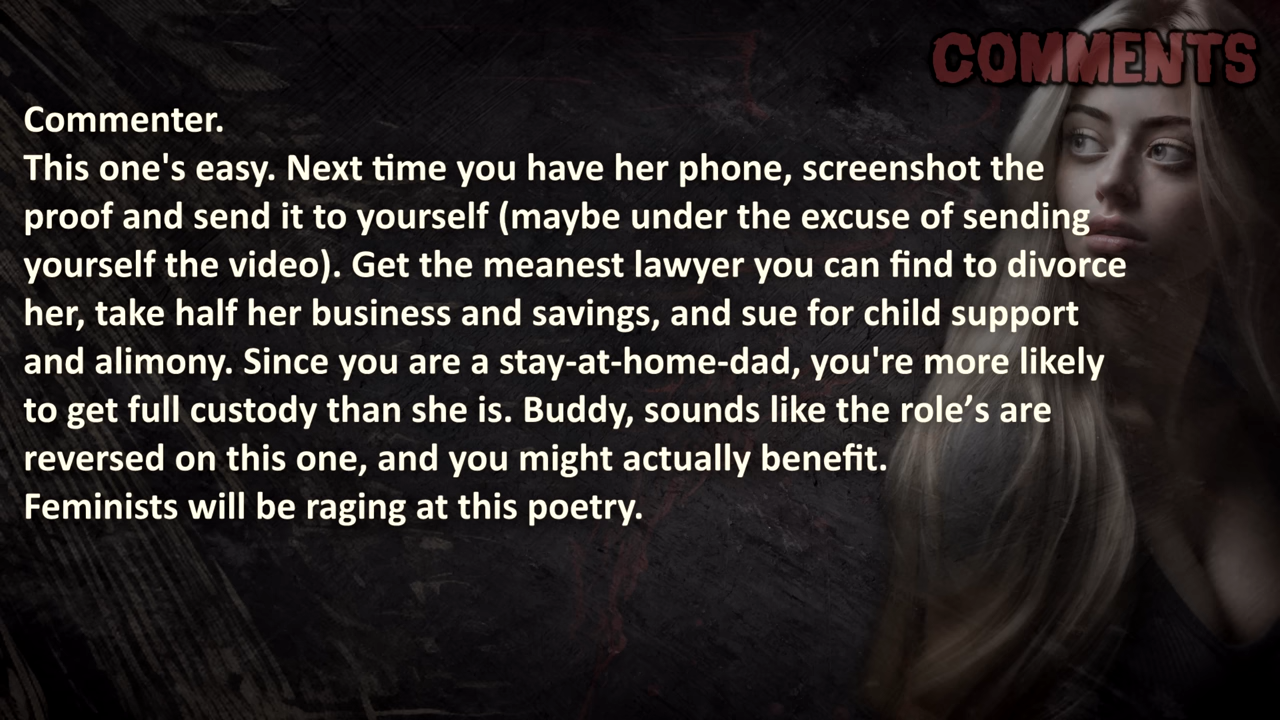 COMMENTS
Commenter.
This one's easy. Next time you have her phone, screenshot the
proof and send it to yourself (maybe under the excuse of sending
yourself the video). Get the meanest lawyer you can find to divorce
her, take half her business and savings, and sue for child support
and alimony. Since you are a stay-at-home-dad, you're more likely
to get full custody than she is. Buddy, sounds like the role’s are
reversed on this one, and you might actually benefit.
Feminists will be raging at this poetry.